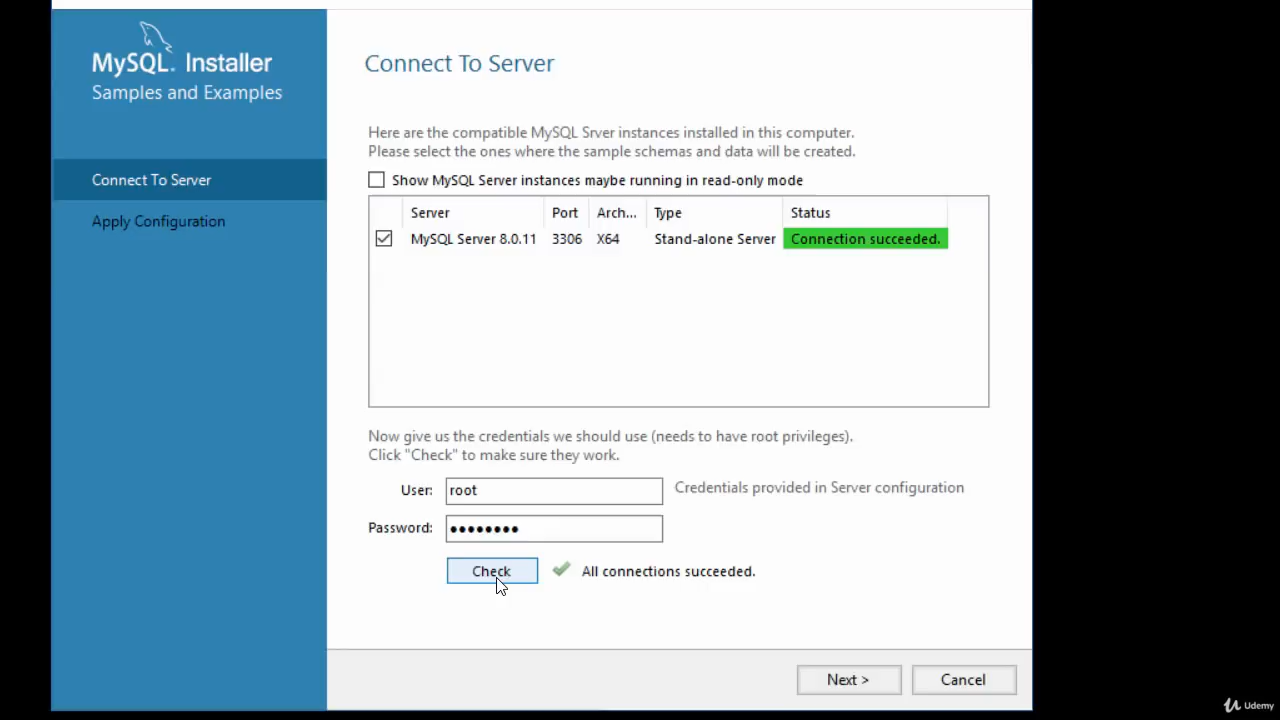 MySQL. Installer
Samples and Examples
Connect To Server
Apply Configuration
Connect To Server
Here are the compatible MySQL Srver instances installed in this computer.
Please select the ones where the sample schemas and data will be created.
Show MySQL Server instances maybe running in read-only mode
Server Port Arch... Type Status
MySQL Server 8.0.11 3306 X64 Stand-alone Server Connection succeeded.
Now give us the credentials we should use (needs to have root privileges).
Click "Check" to make sure they work.
User: root Credentials provided in Server configuration
Password: ••••••••
Check All connections succeeded.
Next > Cancel
Udemy